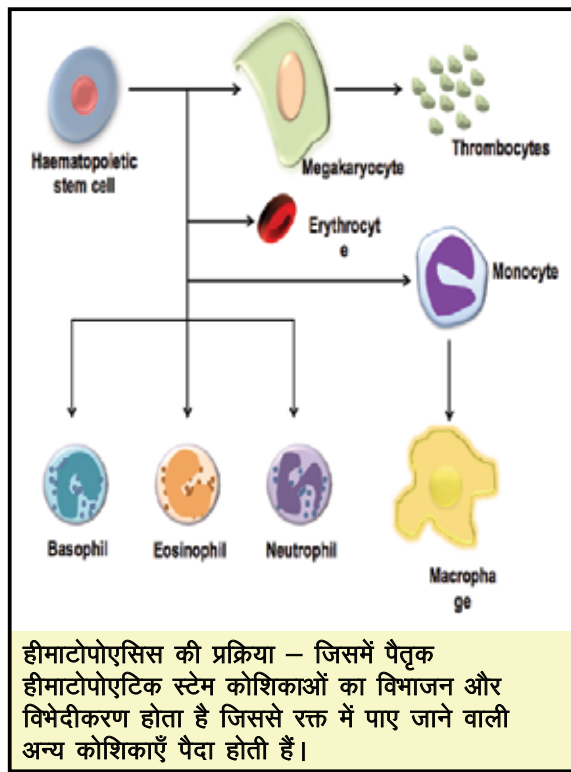 Haematopoietic
stem cell
Megakaryocyte
Thrombocytes
Erythrocyt
e
Monocyte
Basophil
Eosinophil
Neutrophil
Macropha
ge
हीमाटोपोएसिस की प्रक्रिया – जिसमें पैतृक
हीमाटोपोएटिक स्टेम कोशिकाओं का विभाजन और
विभेदीकरण होता है जिससे रक्त में पाए जाने वाली
अन्य कोशिकाएँ पैदा होती हैं।